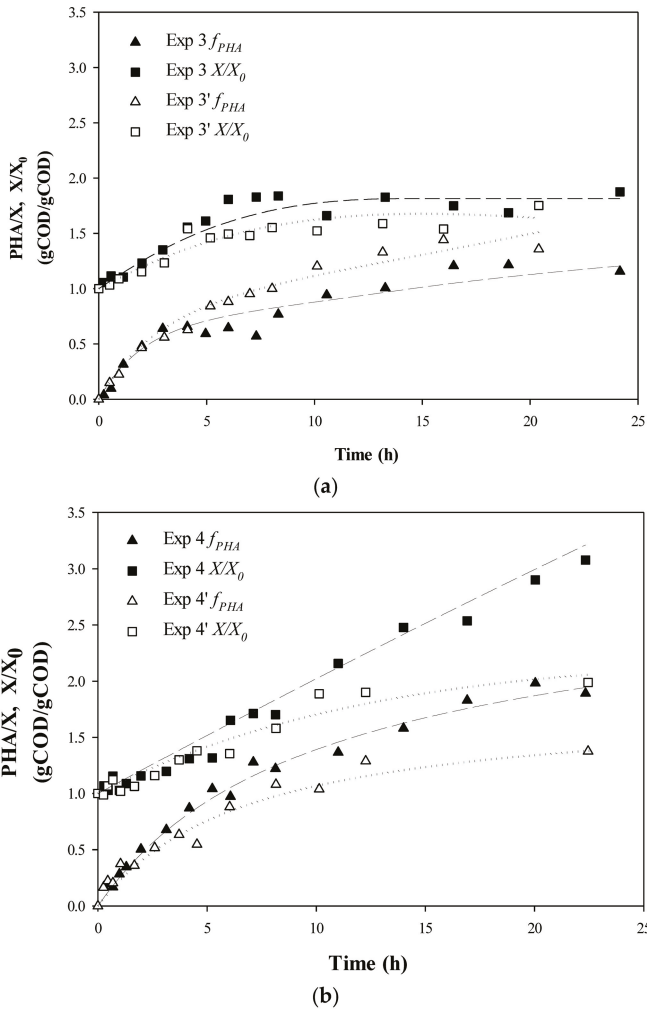 3.5
3.0
2.5
2.0
1.5
1.0
0.5
0.0
PHA/X, X/X0
(gCOD/gCOD)
Exp 3 fPHA
Exp 3 X/X0
Exp 3' fPHA
Exp 3' X/X0
0 5 10 15 20 25
Time (h)
(a)
3.5
3.0
2.5
2.0
1.5
1.0
0.5
0.0
PHA/X, X/X0
(gCOD/gCOD)
Exp 4 fPHA
Exp 4 X/X0
Exp 4' fPHA
Exp 4' X/X0
0 5 10 15 20
Time (h)
(b)